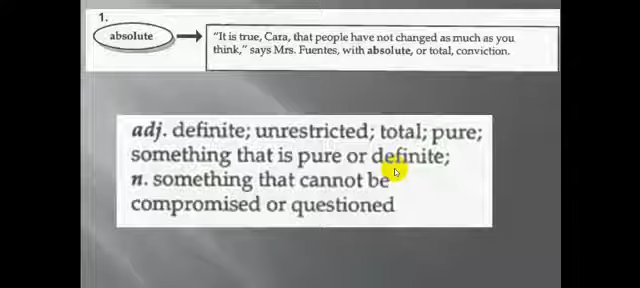 1.
absolute
"It is true, Cara, that people have not changed as much as you
think," says Mrs. Fuentes, with absolute, or total, conviction.
adj. definite; unrestricted; total; pure;
something that is pure or definite;
n. something that cannot be
compromised or questioned